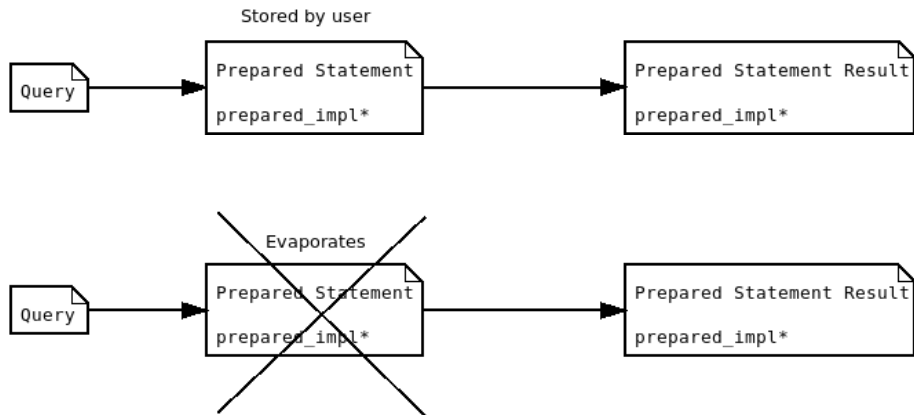 Stored by user
Query
Prepared Statement
prepared_impl*
Prepared Statement Result
prepared_impl*
Evaporates
Query
Prepared Statement
prepared_impl*
Prepared Statement Result
prepared_impl*